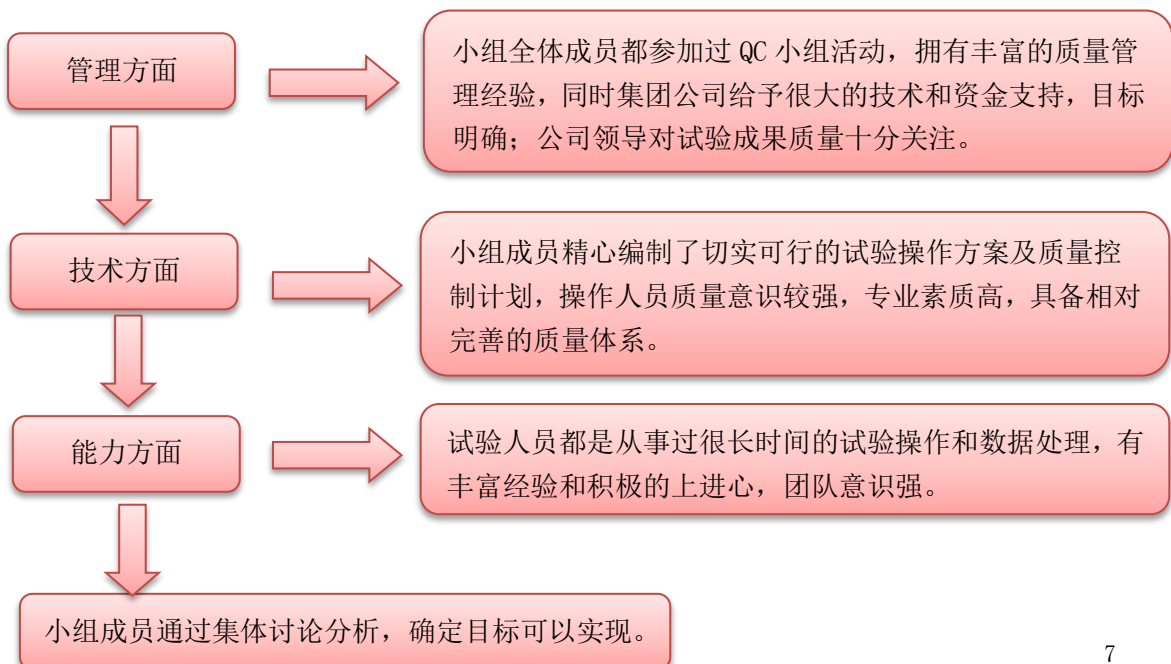 管理方面
小组全体成员都参加过 QC 小组活动，拥有丰富的质量管
理经验，同时集团公司给予很大的技术和资金支持，目标
明确；公司领导对试验成果质量十分关注。
技术方面
小组成员精心编制了切实可行的试验操作方案及质量控
制计划，操作人员质量意识较强，专业素质高，具备相对
完善的质量体系。
能力方面
试验人员都是从事过很长时间的试验操作和数据处理，有
丰富经验和积极的上进心，团队意识强。
小组成员通过集体讨论分析，确定目标可以实现。
7